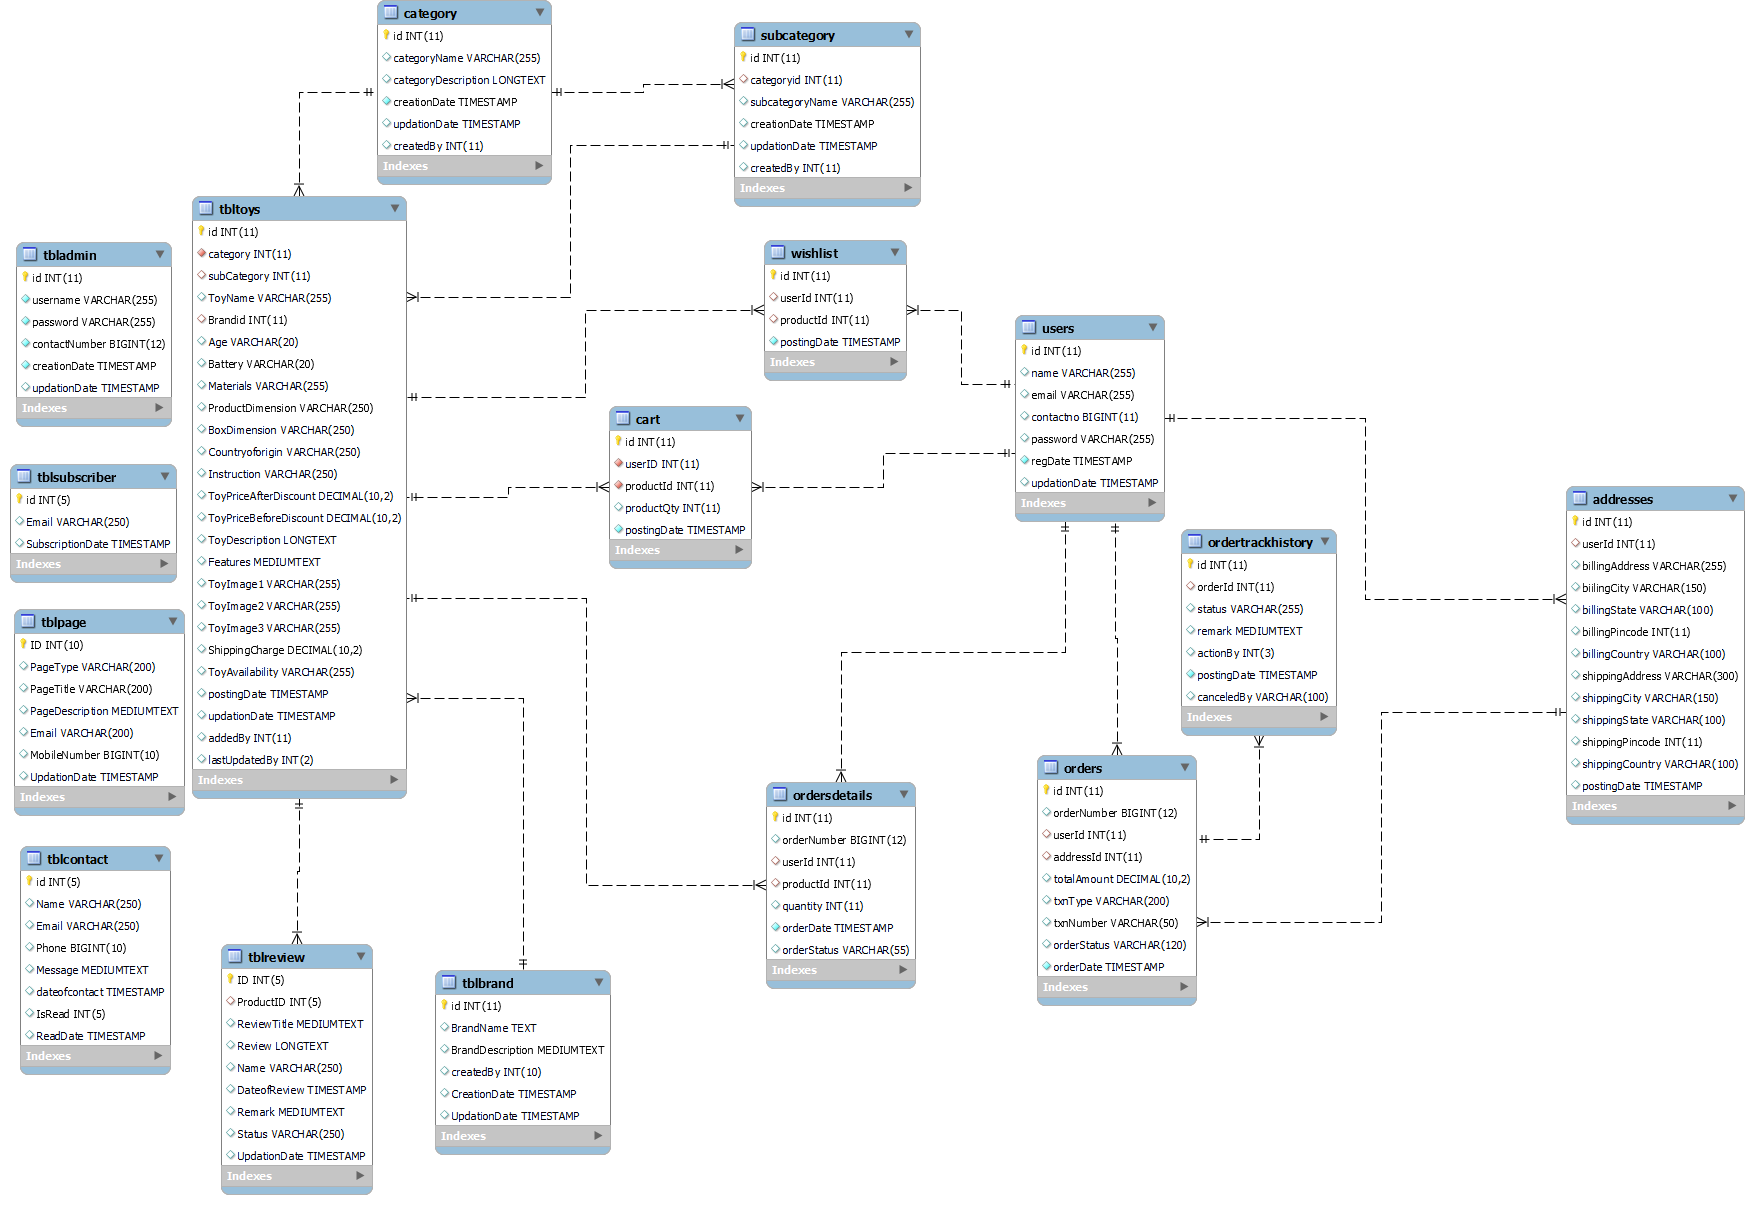 category
id INT(11)
categoryName VARCHAR(255)
categoryDescription LONGTEXT
creationDate TIMESTAMP
updationDate TIMESTAMP
createdBy INT(11)
Indexes
subcategory
id INT(11)
categoryid INT(11)
subcategoryName VARCHAR(255)
creationDate TIMESTAMP
updationDate TIMESTAMP
createdBy INT(11)
Indexes
tbltoys
id INT(11)
category INT(11)
subCategory INT(11)
ToyName VARCHAR(255)
Brandid INT(11)
Age VARCHAR(20)
Battery VARCHAR(20)
Materials VARCHAR(255)
ProductDimension VARCHAR(250)
BoxDimension VARCHAR(250)
Countryoforigin VARCHAR(250)
Instruction VARCHAR(250)
ToyPriceAfterDiscount DECIMAL(10,2)
ToyPriceBeforeDiscount DECIMAL(10,2)
ToyDescription LONGTEXT
Features MEDIUMTEXT
ToyImage1 VARCHAR(255)
ToyImage2 VARCHAR(255)
ToyImage3 VARCHAR(255)
ShippingCharge DECIMAL(10,2)
ToyAvailability VARCHAR(255)
postingDate TIMESTAMP
updationDate TIMESTAMP
addedBy INT(11)
lastUpdatedBy INT(2)
Indexes
tbladmin
id INT(11)
username VARCHAR(255)
password VARCHAR(255)
contactNumber BIGINT(12)
creationDate TIMESTAMP
updationDate TIMESTAMP
Indexes
wishlist
id INT(11)
userId INT(11)
productId INT(11)
postingDate TIMESTAMP
Indexes
users
id INT(11)
name VARCHAR(255)
email VARCHAR(255)
contactno BIGINT(11)
password VARCHAR(255)
regDate TIMESTAMP
updationDate TIMESTAMP
Indexes
cart
id INT(11)
userID INT(11)
productId INT(11)
productQty INT(11)
postingDate TIMESTAMP
Indexes
tblsubscriber
id INT(5)
Email VARCHAR(250)
SubscriptionDate TIMESTAMP
Indexes
addresses
id INT(11)
userId INT(11)
billingAddress VARCHAR(255)
biilingCity VARCHAR(150)
billingState VARCHAR(100)
billingPincode INT(11)
billingCountry VARCHAR(100)
shippingAddress VARCHAR(300)
shippingCity VARCHAR(150)
shippingState VARCHAR(100)
shippingPincode INT(11)
shippingCountry VARCHAR(100)
postingDate TIMESTAMP
Indexes
ordertrackhistory
id INT(11)
orderId INT(11)
status VARCHAR(255)
remark MEDIUMTEXT
actionBy INT(3)
postingDate TIMESTAMP
canceledBy VARCHAR(100)
Indexes
tblpage
ID INT(10)
PageType VARCHAR(200)
PageTitle VARCHAR(200)
PageDescription MEDIUMTEXT
Email VARCHAR(200)
MobileNumber BIGINT(10)
UpdationDate TIMESTAMP
Indexes
orders
id INT(11)
orderNumber BIGINT(12)
userId INT(11)
addressId INT(11)
totalAmount DECIMAL(10,2)
txnType VARCHAR(200)
txnNumber VARCHAR(50)
orderStatus VARCHAR(120)
orderDate TIMESTAMP
Indexes
ordersdetails
id INT(11)
orderNumber BIGINT(12)
userId INT(11)
productId INT(11)
quantity INT(11)
orderDate TIMESTAMP
orderStatus VARCHAR(55)
Indexes
tblcontact
id INT(5)
Name VARCHAR(250)
Email VARCHAR(250)
Phone BIGINT(10)
Message MEDIUMTEXT
dateofcontact TIMESTAMP
IsRead INT(5)
ReadDate TIMESTAMP
Indexes
tblreview
ID INT(5)
ProductID INT(5)
ReviewTitle MEDIUMTEXT
Review LONGTEXT
Name VARCHAR(250)
DateofReview TIMESTAMP
Remark MEDIUMTEXT
Status VARCHAR(250)
UpdationDate TIMESTAMP
Indexes
tblbrand
id INT(11)
BrandName TEXT
BrandDescription MEDIUMTEXT
createdBy INT(10)
CreationDate TIMESTAMP
UpdationDate TIMESTAMP
Indexes